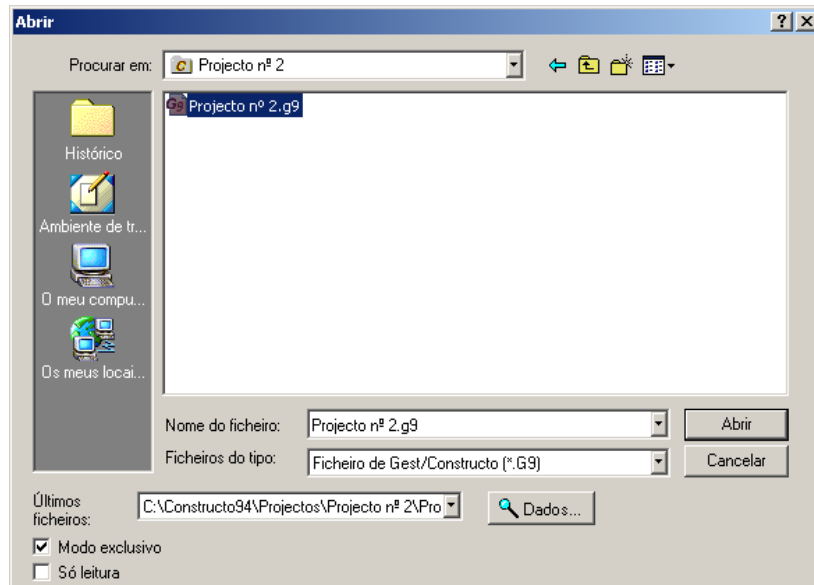 Abrir
Procurar em: Projecto nº 2
Projecto nº 2.g9
Histórico
Ambiente de tr...
O meu compu...
Os meus locai...
Nome do ficheiro: Projecto nº 2.g9 Abrir
Ficheiros do tipo: Ficheiro de Gest/Constructo (*.G9) Cancelar
Últimos ficheiros: C:\Constructo94\Projectos\Projecto nº 2\Pro Dados...
Modo exclusivo
Só leitura